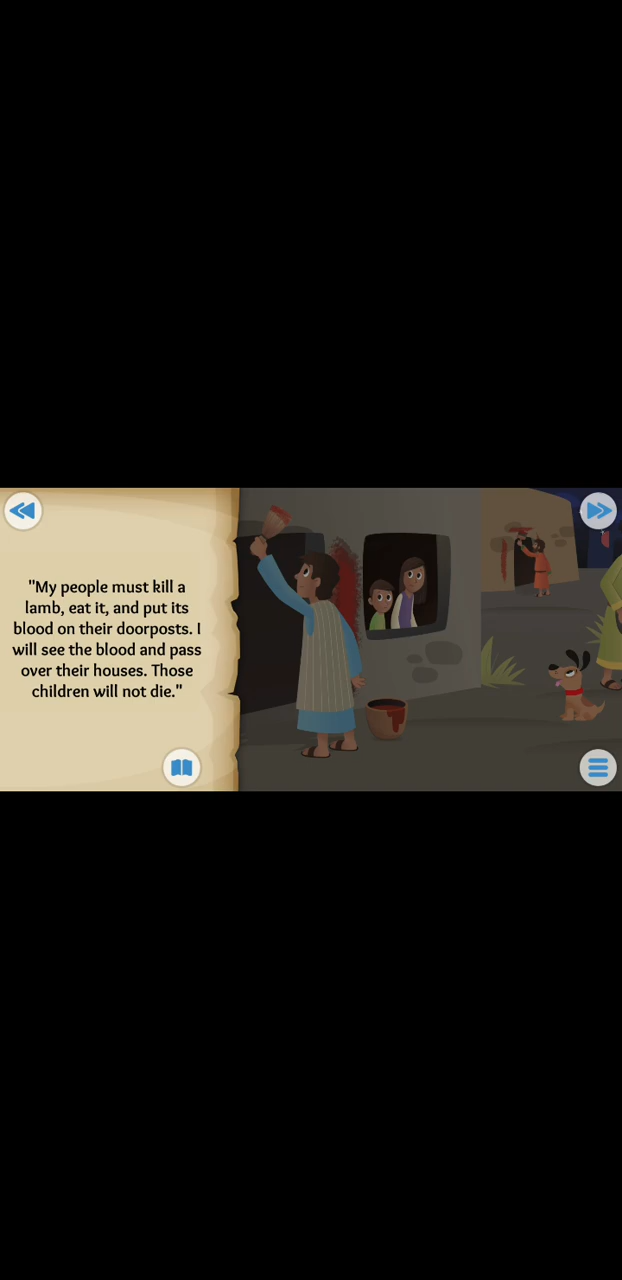 "My people must kill a
lamb, eat it, and put its
blood on their doorposts. I
will see the blood and pass
over their houses. Those
children will not die."